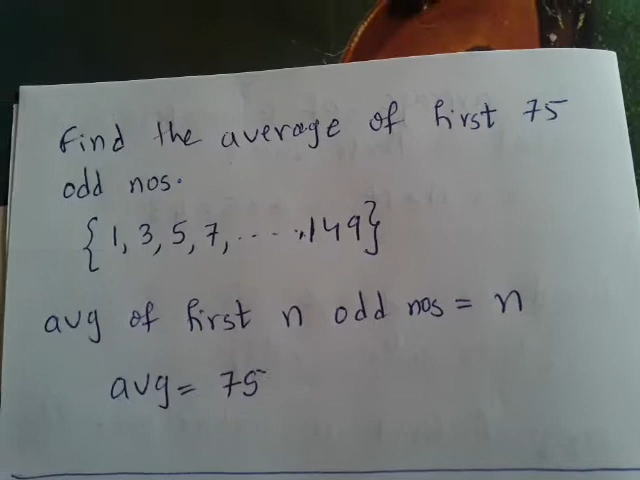 Find the average of first 75
odd nos.
{1, 3, 5, 7, ..... 149}
avg of first n odd nos = n
avg = 75